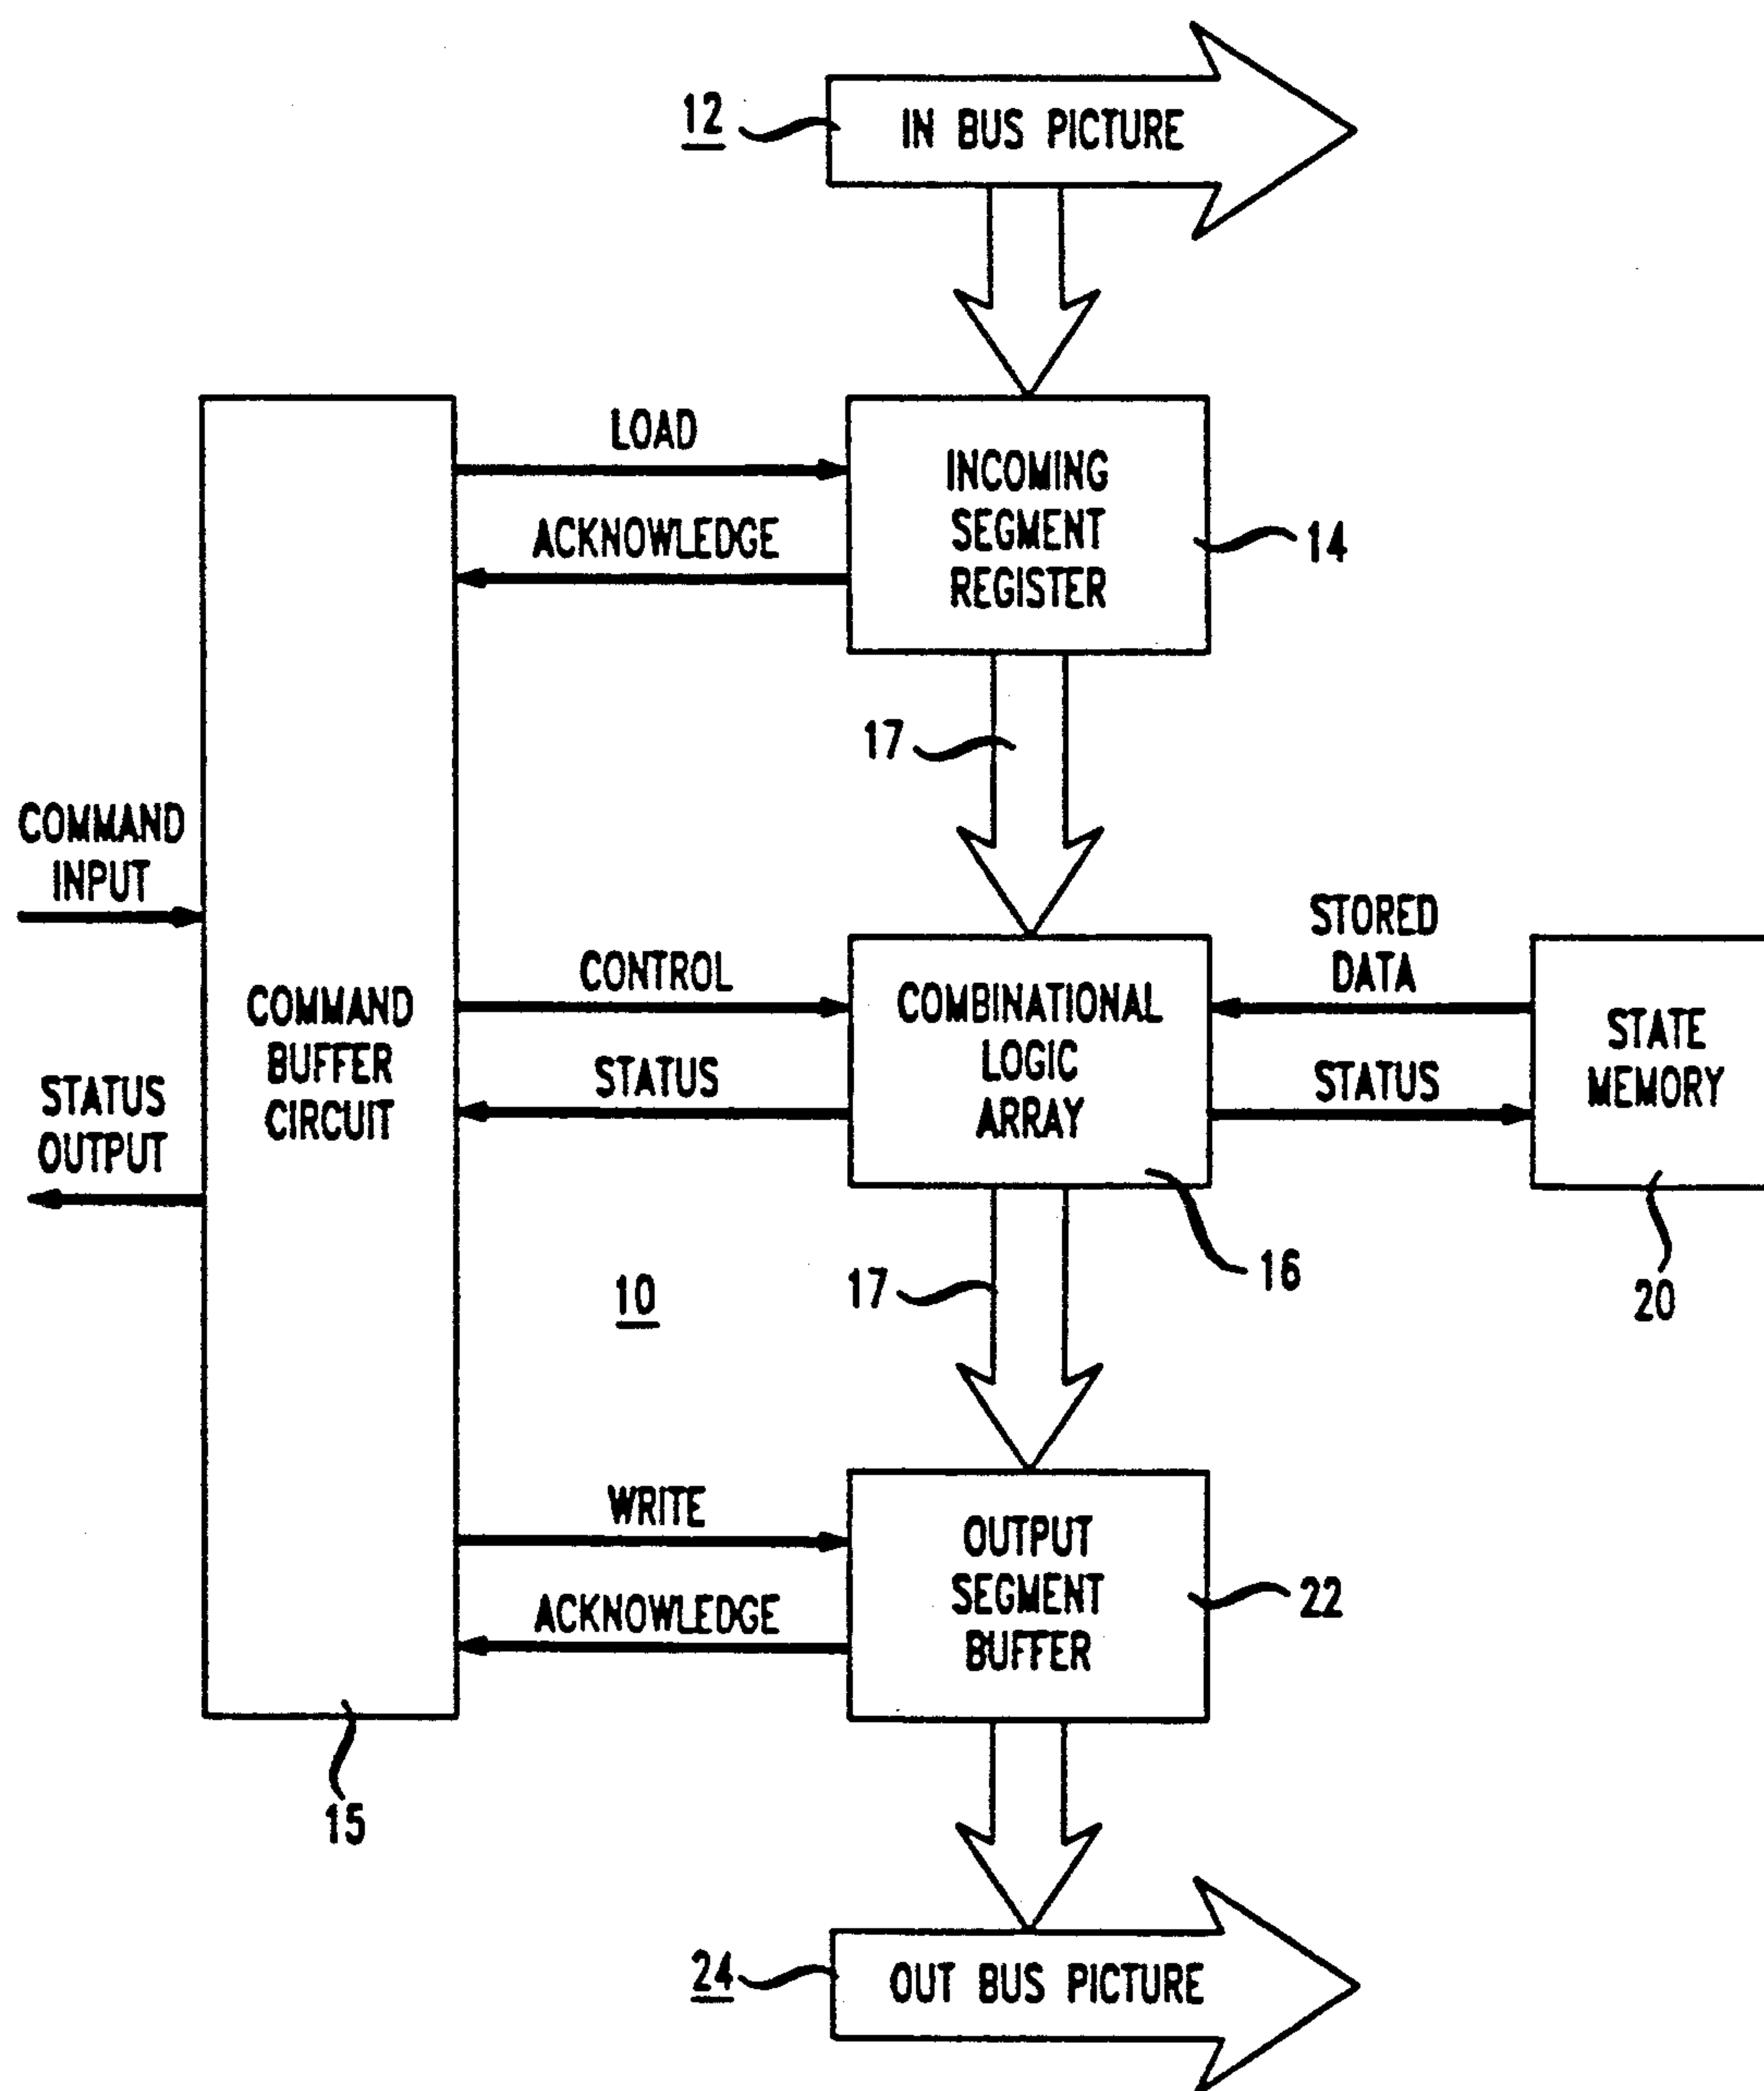 12
IN BUS PICTURE
LOAD
ACKNOWLEDGE
INCOMING
SEGMENT
REGISTER
14
17
COMMAND
INPUT
STATUS
OUTPUT
COMMAND
BUFFER
CIRCUIT
CONTROL
STATUS
COMBINATIONAL
LOGIC
ARRAY
STORED
DATA
STATUS
STATE
MEMORY
16
20
10
17
WRITE
ACKNOWLEDGE
OUTPUT
SEGMENT
BUFFER
22
15
24
OUT BUS PICTURE